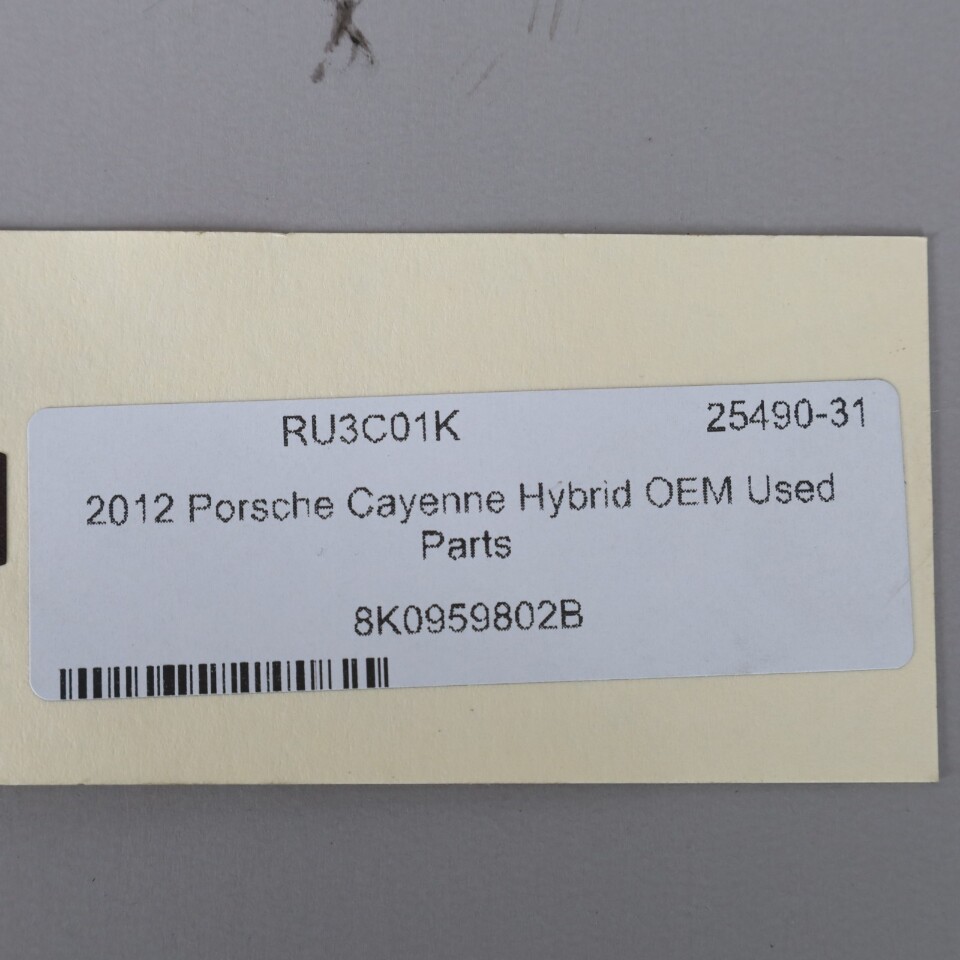 RU3C01K 25490-31
2012 Porsche Cayenne Hybrid OEM Used
Parts
8K0959802B